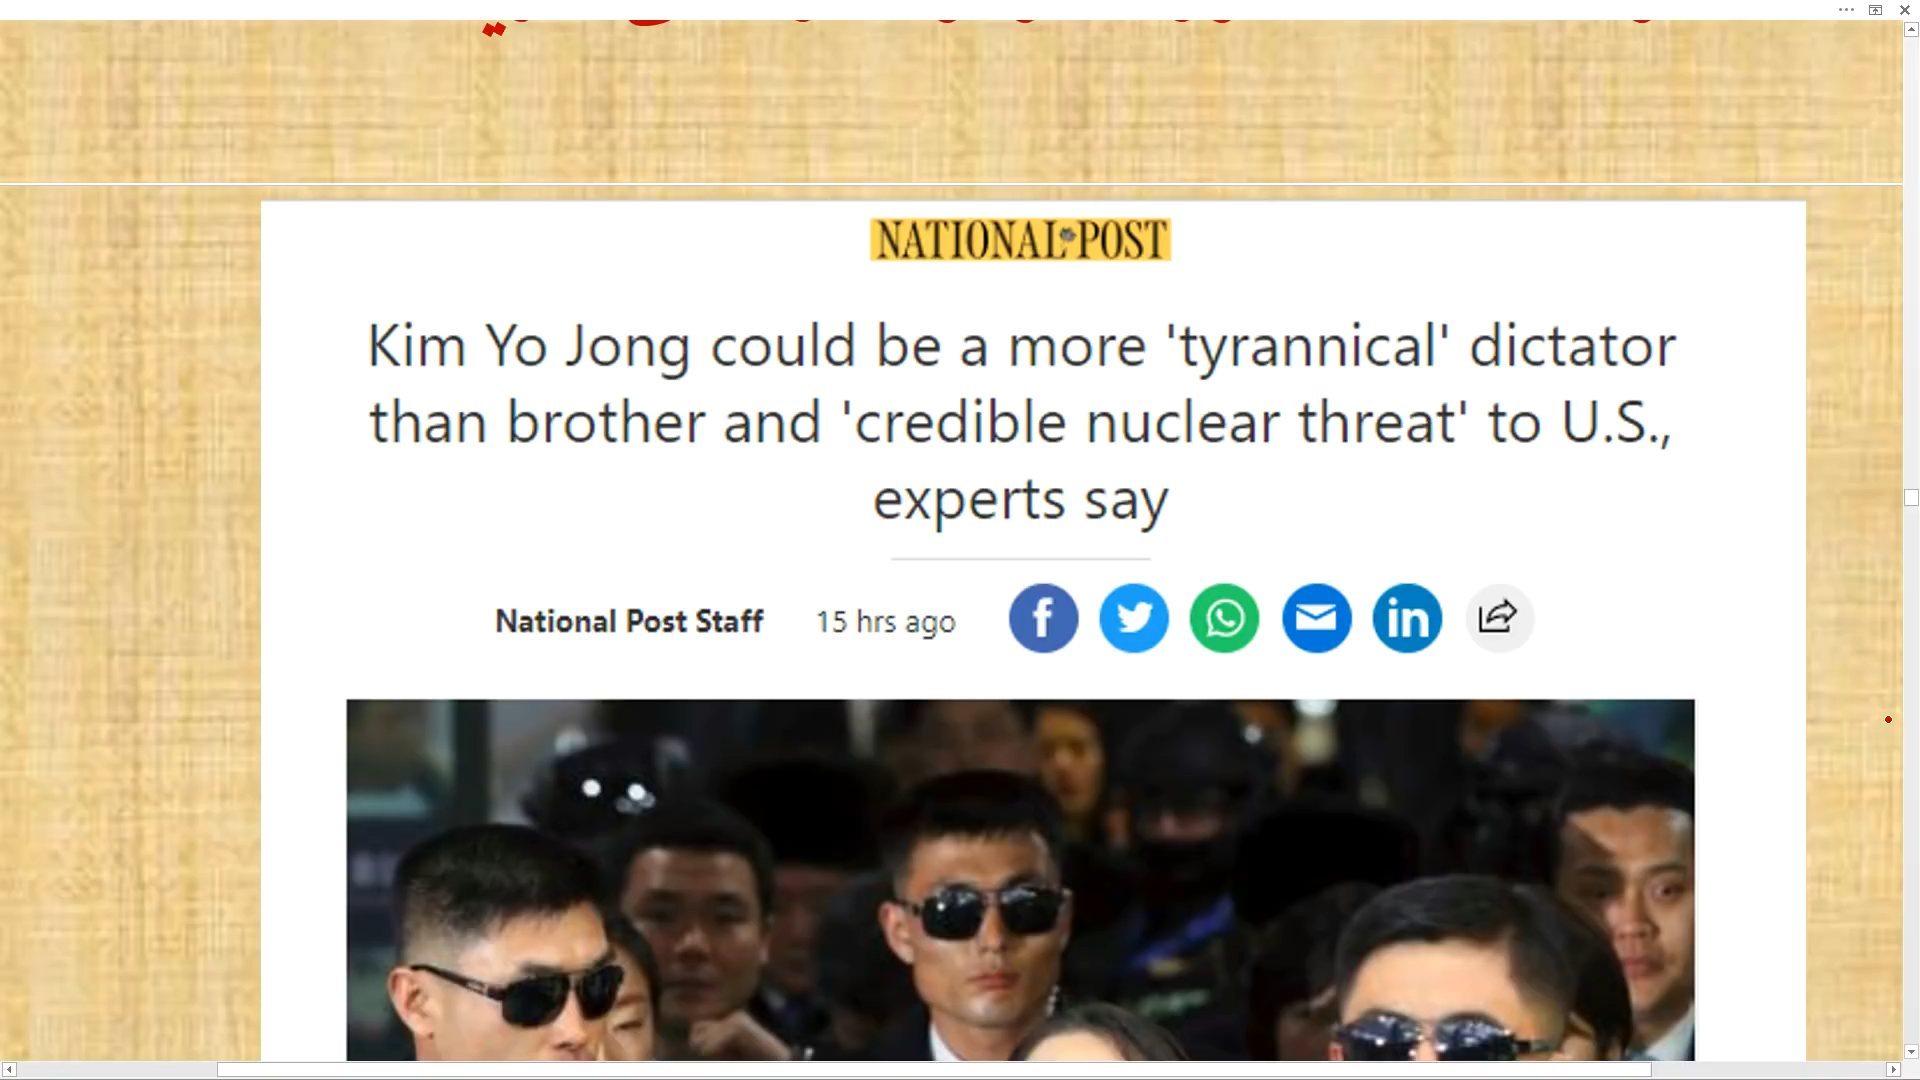 NATIONAL POST
Kim Yo Jong could be a more 'tyrannical' dictator
than brother and 'credible nuclear threat' to U.S.,
experts say
National Post Staff 15 hrs ago